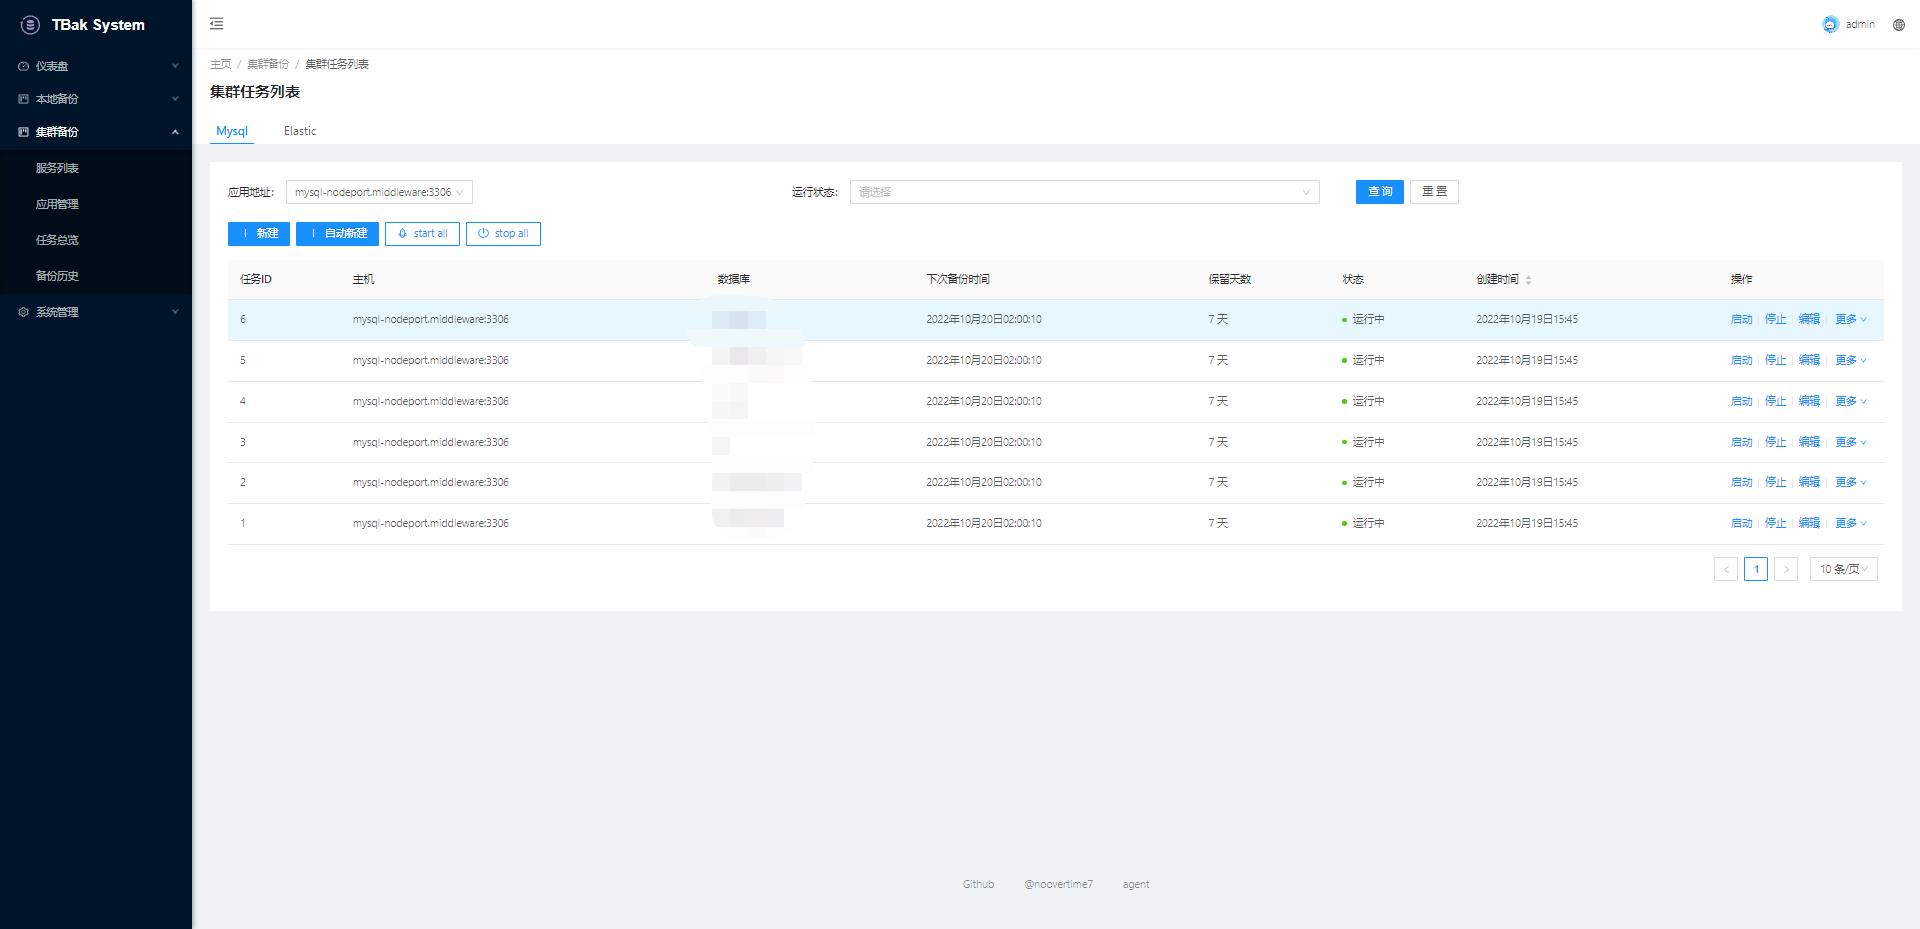 TBak System
admin
仪表盘
本地备份
集群备份
服务列表
应用管理
任务总览
备份历史
系统管理
主页 / 集群备份 / 集群任务列表
集群任务列表
Mysql Elastic
应用地址: mysql-nodeport.middleware:3306 运行状态: 请选择 查 询 重 置
新建 自动新建 start all stop all
任务ID 主机 数据库 下次备份时间 保留天数 状态 创建时间 操作
6 mysql-nodeport.middleware:3306 2022年10月20日02:00:10 7 天 运行中 2022年10月19日15:45 启动 停止 编辑 更多
5 mysql-nodeport.middleware:3306 2022年10月20日02:00:10 7 天 运行中 2022年10月19日15:45 启动 停止 编辑 更多
4 mysql-nodeport.middleware:3306 2022年10月20日02:00:10 7 天 运行中 2022年10月19日15:45 启动 停止 编辑 更多
3 mysql-nodeport.middleware:3306 2022年10月20日02:00:10 7 天 运行中 2022年10月19日15:45 启动 停止 编辑 更多
2 mysql-nodeport.middleware:3306 2022年10月20日02:00:10 7 天 运行中 2022年10月19日15:45 启动 停止 编辑 更多
1 mysql-nodeport.middleware:3306 2022年10月20日02:00:10 7 天 运行中 2022年10月19日15:45 启动 停止 编辑 更多
< 1 > 10 条/页
Github @noovertime7 agent